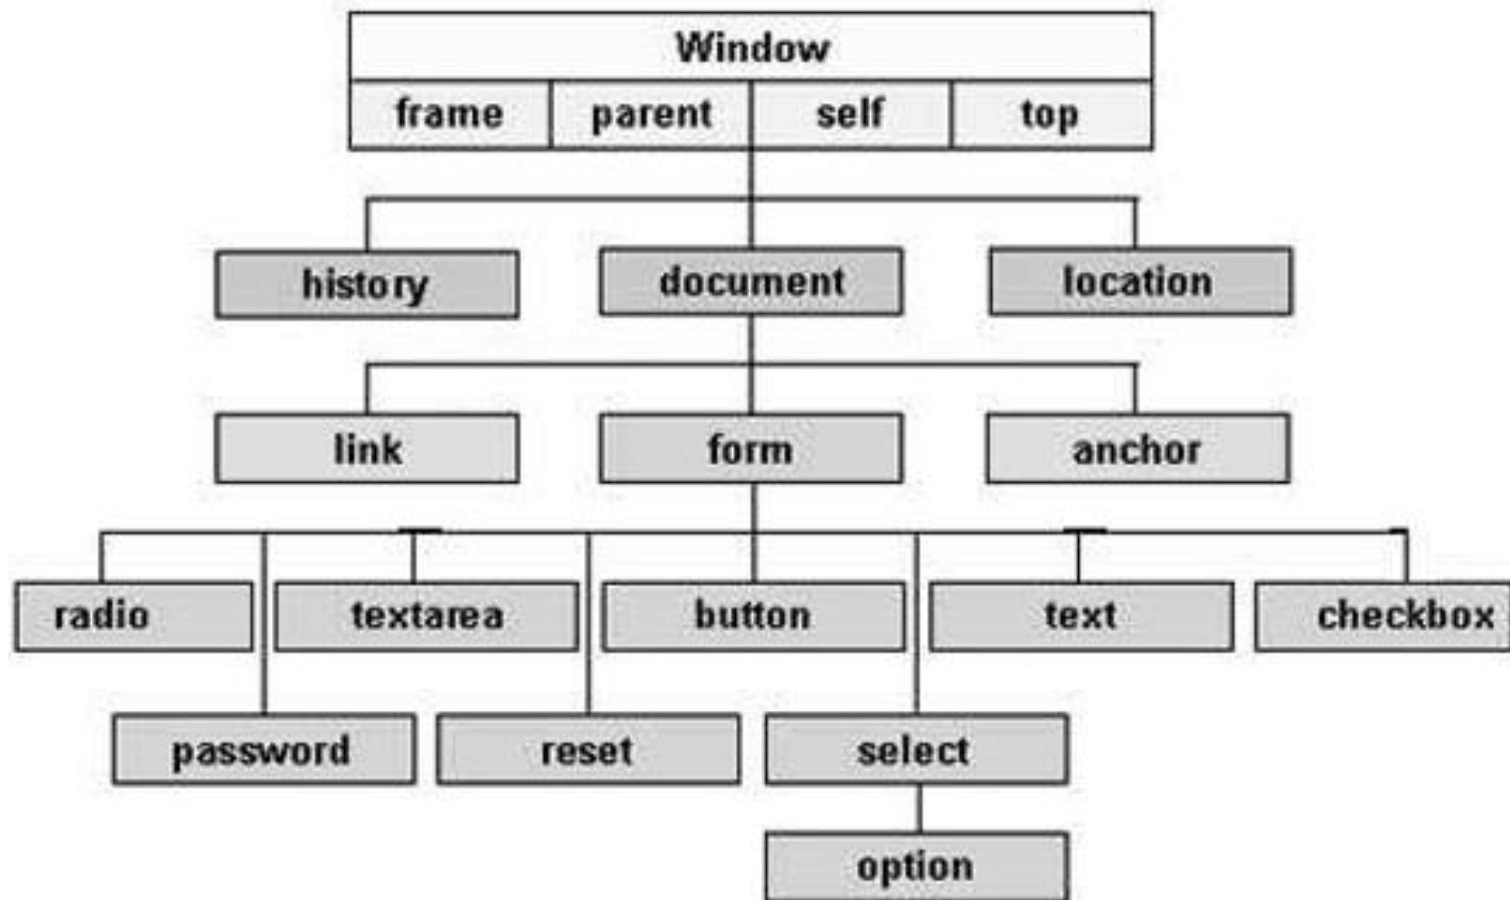 Window
frame parent self top
history document location
link form anchor
radio textarea button text checkbox
password reset select
option